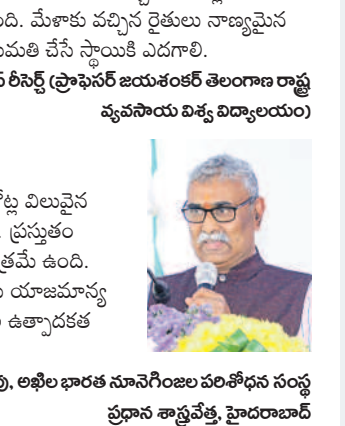 ంది. మేళాకు వచ్చిన రైతులు నాణ్యమైన
మతి చేసే స్థాయికి ఎదగాలి.
రీసెర్చ్ (ప్రొఫెసర్ జయశంకర్ తెలంగాణ రాష్ట్ర
వ్యవసాయ విశ్వ విద్యాలయం)
ట్ల విలువైన
ప్రస్తుతం
త్రమే ఉంది.
యాజమాన్య
ఉత్పాదకత
అఖిల భారత నూనెగింజల పరిశోధన సంస్థ
ప్రధాన శాస్త్రవేత్త, హైదరాబాద్